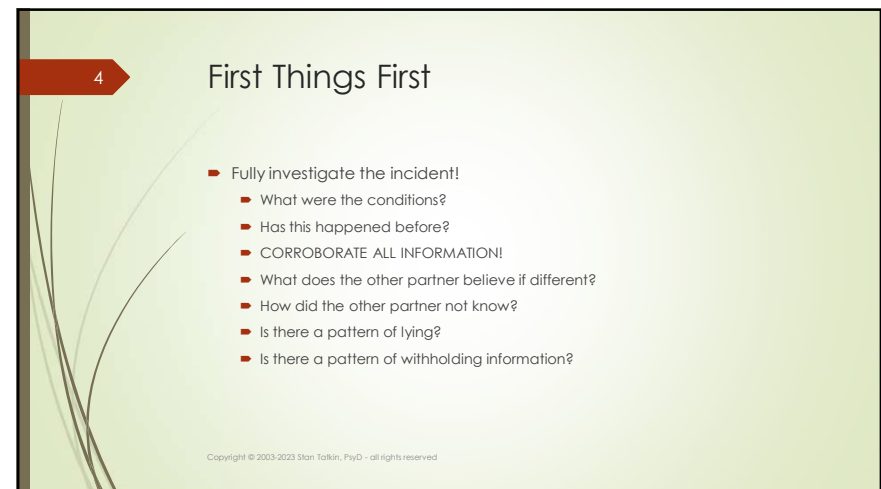 4
First Things First
Fully investigate the incident!
What were the conditions?
Has this happened before?
CORROBORATE ALL INFORMATION!
What does the other partner believe if different?
How did the other partner not know?
Is there a pattern of lying?
Is there a pattern of withholding information?
Copyright © 2003-2023 Stan Tatkin, PsyD - all rights reserved